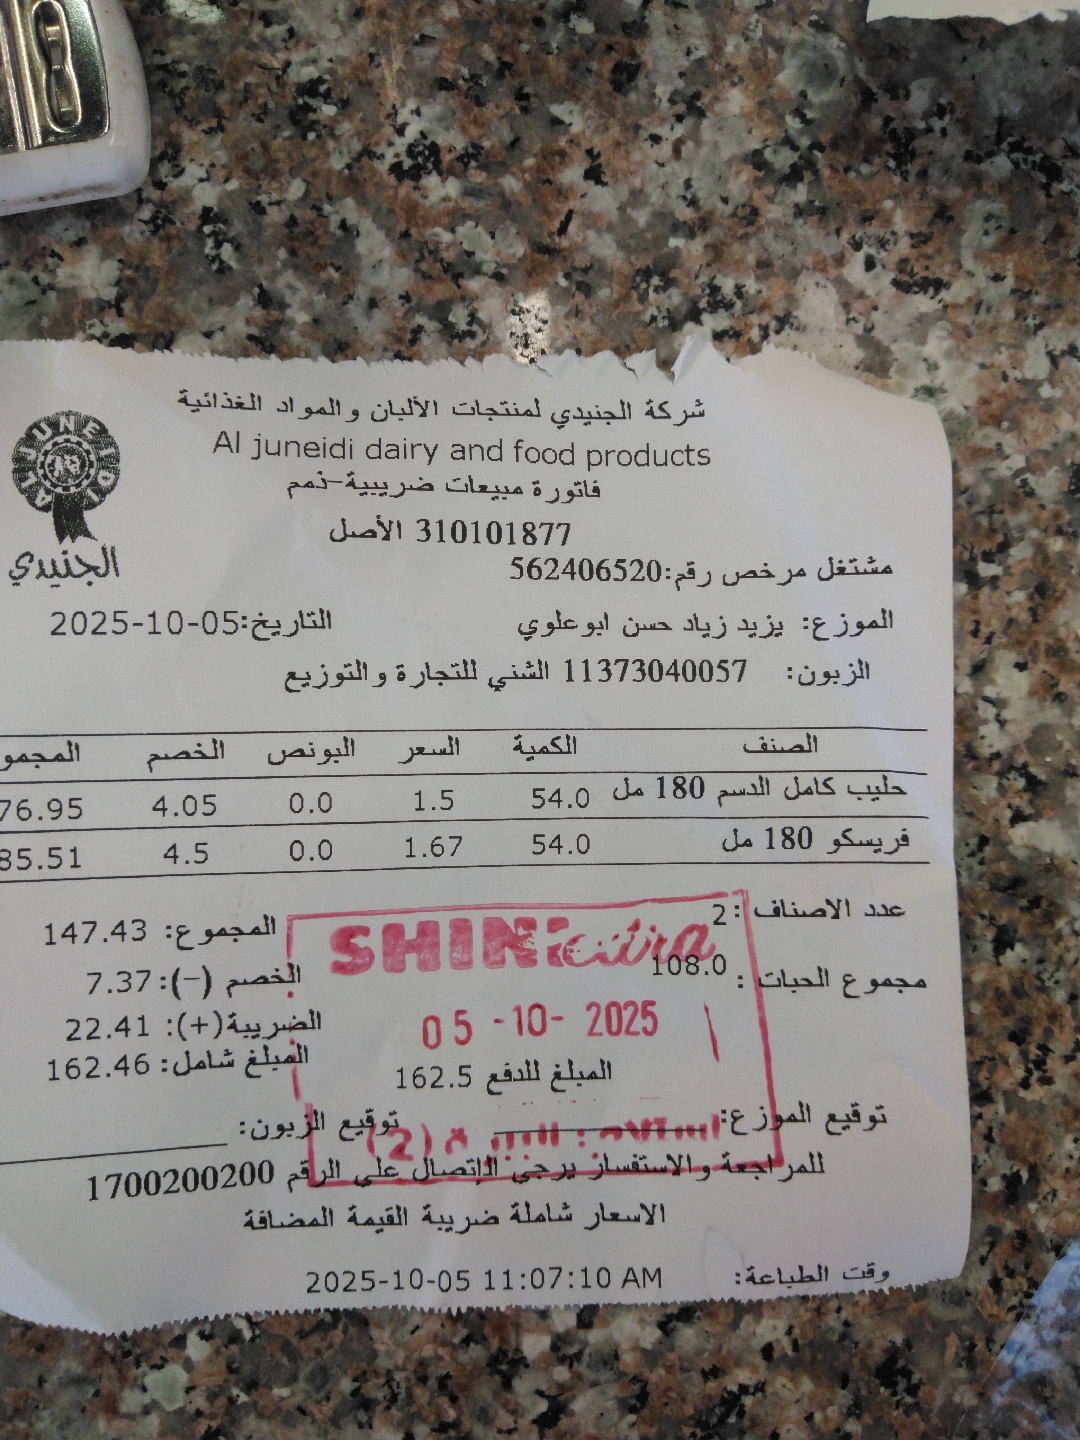 شركة الجنيدي لمنتجات الألبان والمواد الغذائية
Al juneidi dairy and food products
AL JUNEIDI
الجنيدي
فاتورة مبيعات ضريبية-ذمم
310101877 الأصل
مشتغل مرخص رقم:562406520
الموزع: يزيد زياد حسن ابوعلوي التاريخ:2025-10-05
الزبون: 11373040057 الشني للتجارة والتوزيع
الصنف الكمية السعر البونص الخصم المجمو
حليب كامل الدسم 180 مل 54.0 1.5 0.0 4.05 76.95
فريسكو 180 مل 54.0 1.67 0.0 4.5 85.51
عدد الاصناف : 2 المجموع: 147.43
SHINI extra
مجموع الحبات : 108.0 الخصم (-): 7.37
05-10-2025
الضريبة(+): 22.41
المبلغ شامل: 162.46
المبلغ للدفع 162.5
توقيع الموزع: توقيع الزبون:
(2)
للمراجعة والاستفسار يرجى الإتصال على الرقم 1700200200
الاسعار شاملة ضريبة القيمة المضافة
وقت الطباعة: 2025-10-05 11:07:10 AM